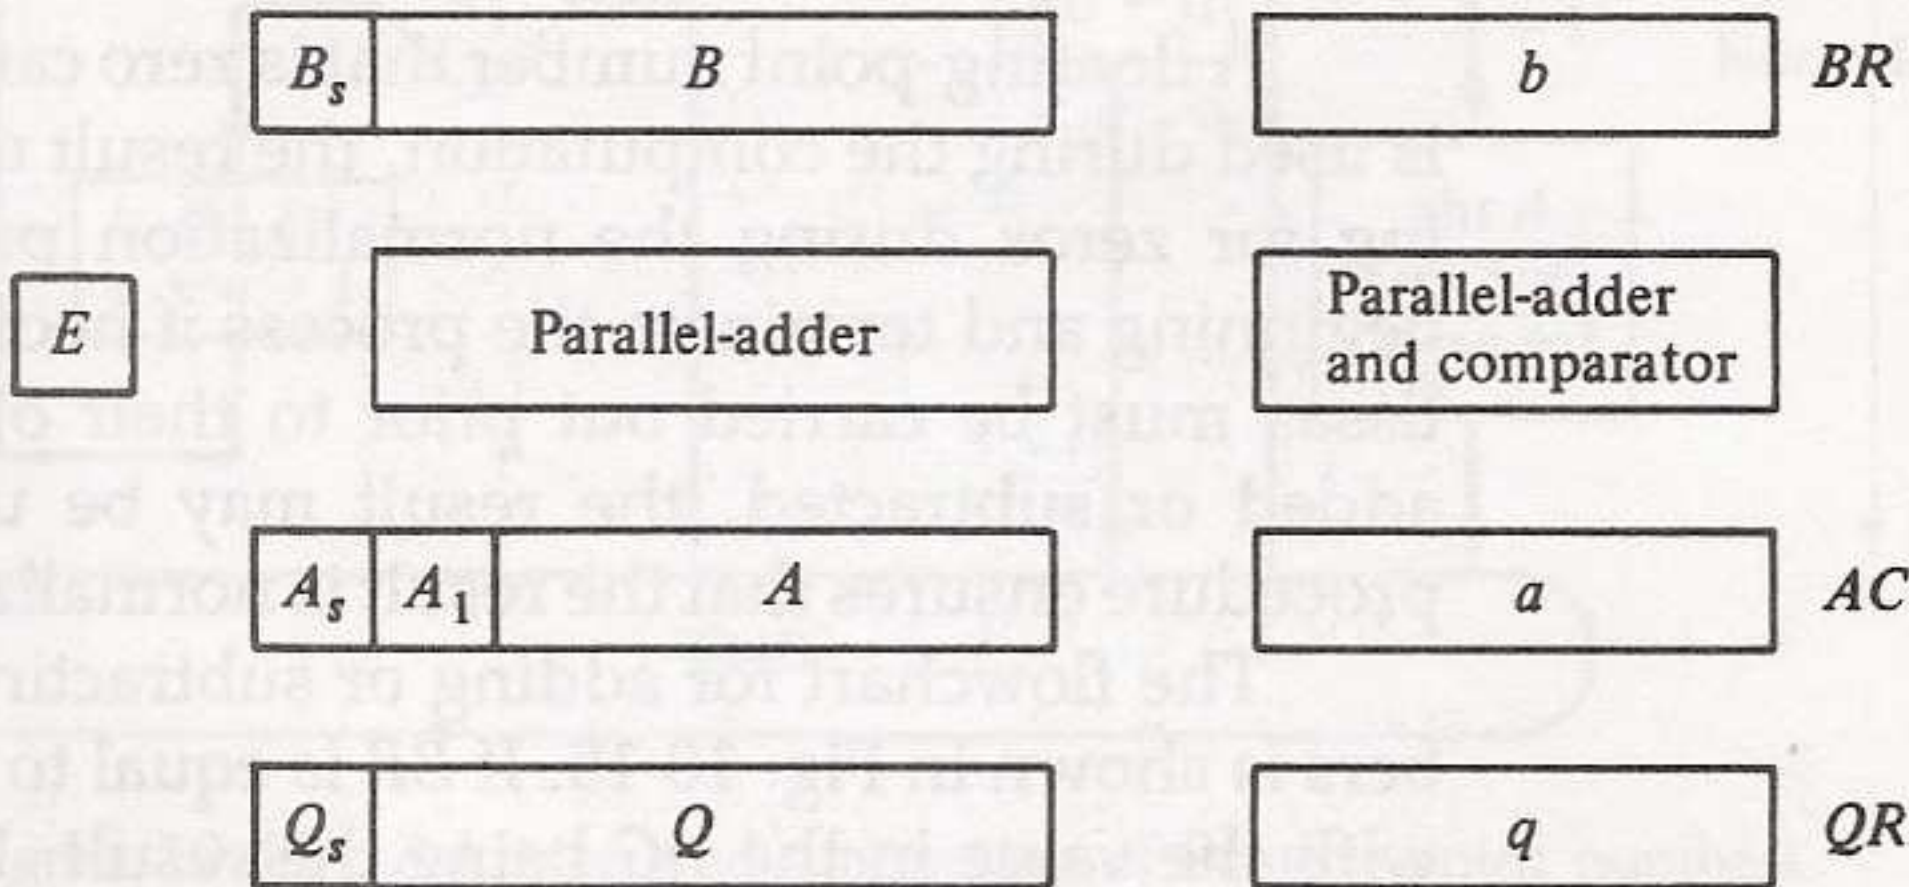 B_s B b BR
E Parallel-adder Parallel-adder
and comparator
A_s A_1 A a AC
Q_s Q q QR